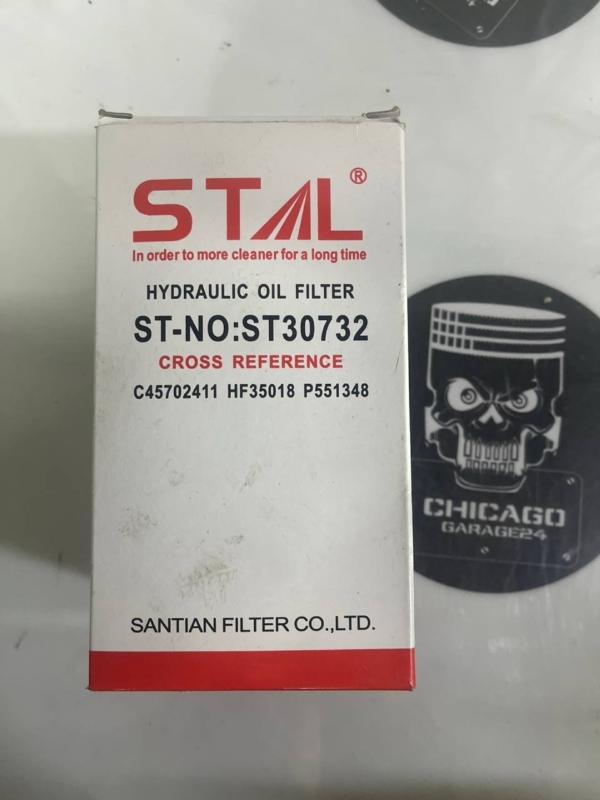 STAL®
In order to more cleaner for a long time
HYDRAULIC OIL FILTER
ST-NO:ST30732
CROSS REFERENCE
C45702411 HF35018 P551348
SANTIAN FILTER CO.,LTD.
CHICAGO
GARAGE24